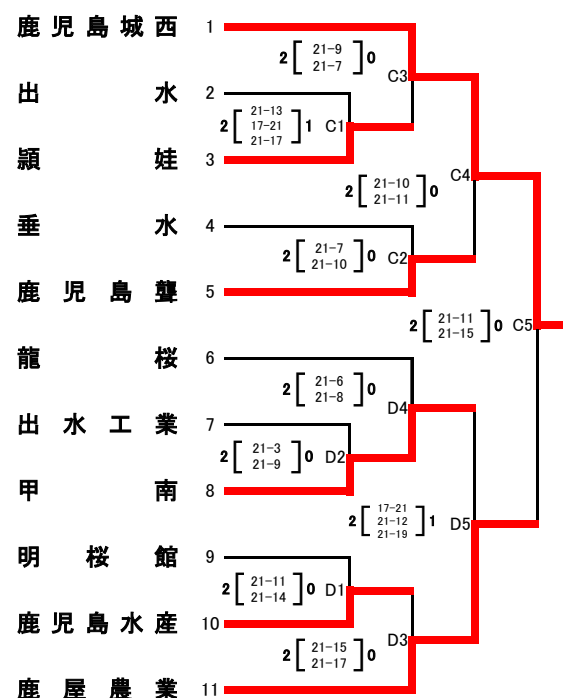 鹿児島城西 1
2 [ 21-9 21-7 ] 0
C3
出水 2
2 [ 21-13 17-21 21-17 ] 1 C1
頴娃 3
C4
2 [ 21-10 21-11 ] 0
垂水 4
2 [ 21-7 21-10 ] 0 C2
鹿児島聾 5
2 [ 21-11 21-15 ] 0 C5
龍桜 6
2 [ 21-6 21-8 ] 0
D4
出水工業 7
2 [ 21-3 21-9 ] 0 D2
甲南 8
2 [ 17-21 21-12 21-19 ] 1 D5
明桜館 9
2 [ 21-11 21-14 ] 0 D1
鹿児島水産 10
D3
2 [ 21-15 21-17 ] 0
鹿屋農業 11